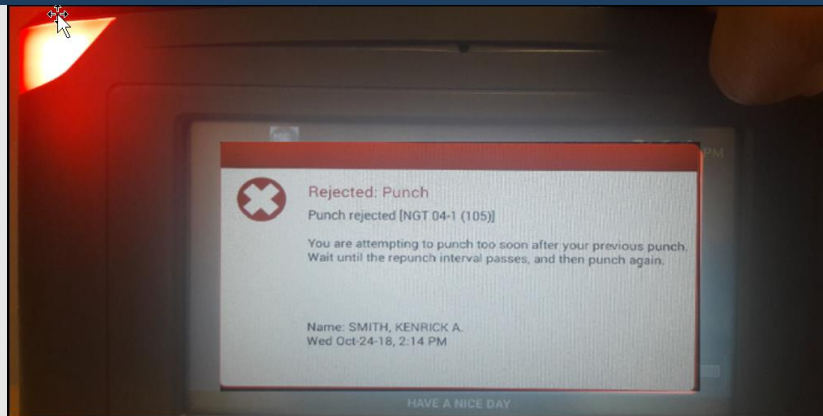 PM
Rejected: Punch
Punch rejected [NGT 04-1 (105)]
You are attempting to punch too soon after your previous punch.
Wait until the repunch interval passes, and then punch again.
Name: SMITH, KENRICK A.
Wed Oct-24-18, 2:14 PM
HAVE A NICE DAY